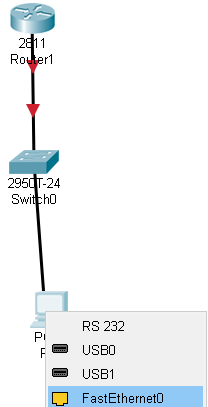 2811
Router1
2950T-24
Switch0
RS 232
USB0
USB1
FastEthernet0